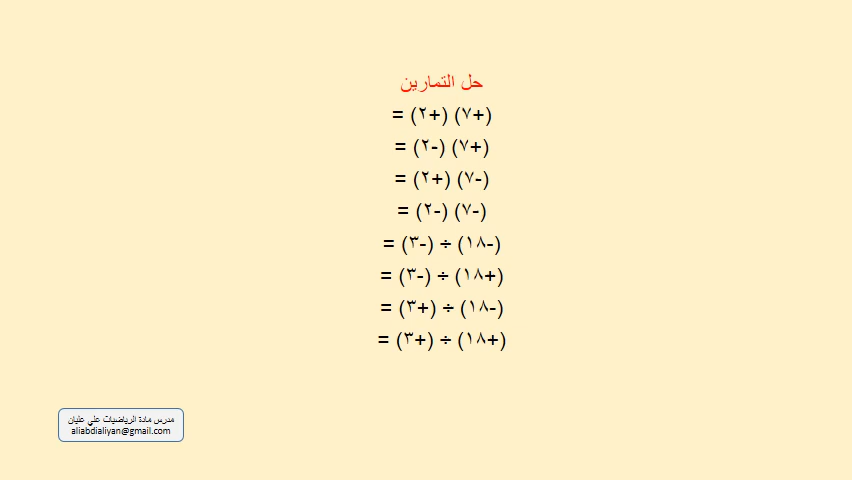 حل التمارين
(+٧) (+٢) =
(+٧) (-٢) =
(-٧) (+٢) =
(-٧) (-٢) =
(-١٨) ÷ (-٣) =
(+١٨) ÷ (-٣) =
(-١٨) ÷ (+٣) =
(+١٨) ÷ (+٣) =
مدرس مادة الرياضيات علي عليان
aliabdialiyan@gmail.com